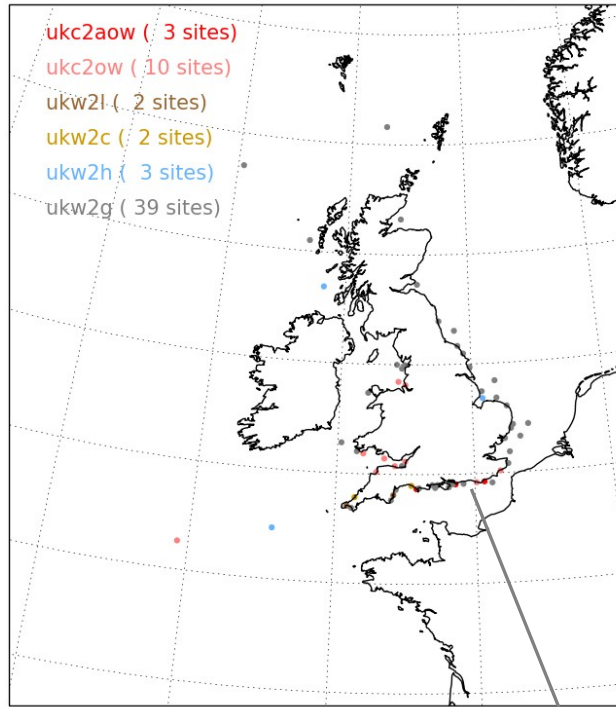 ukc2aow (  3 sites)
ukc2ow ( 10 sites)
ukw2l (  2 sites)
ukw2c (  2 sites)
ukw2h (  3 sites)
ukw2g ( 39 sites)